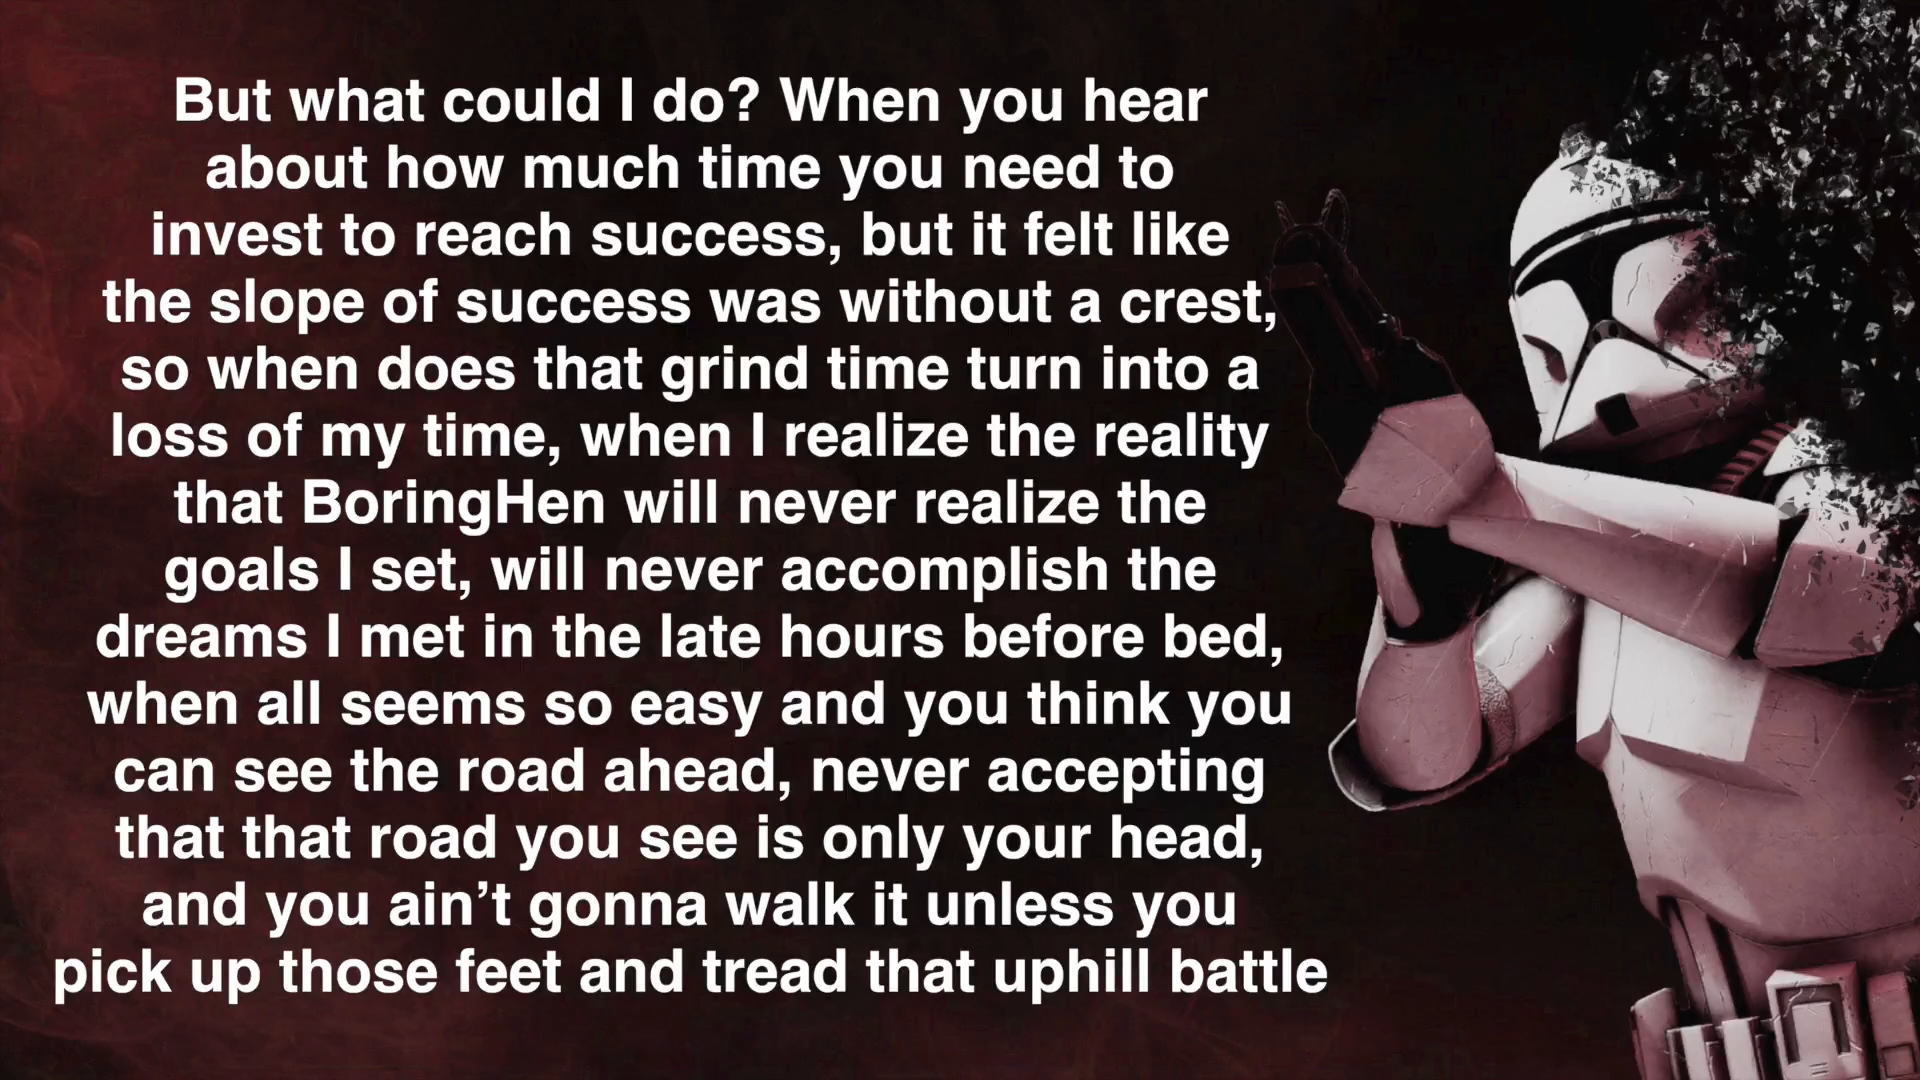 But what could I do? When you hear
about how much time you need to
invest to reach success, but it felt like
the slope of success was without a crest,
so when does that grind time turn into a
loss of my time, when I realize the reality
that BoringHen will never realize the
goals I set, will never accomplish the
dreams I met in the late hours before bed,
when all seems so easy and you think you
can see the road ahead, never accepting
that that road you see is only your head,
and you ain’t gonna walk it unless you
pick up those feet and tread that uphill battle